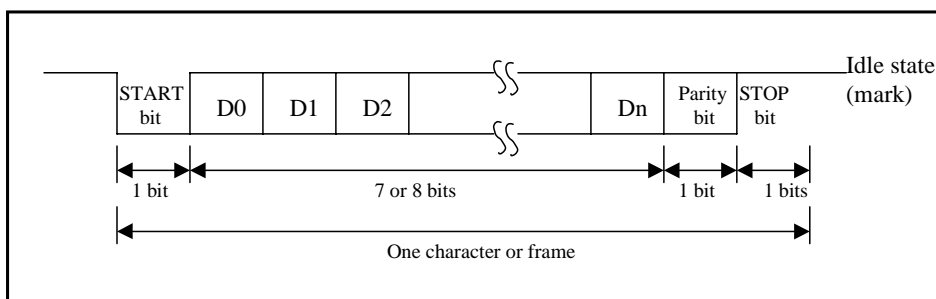 Idle state
(mark)
START
bit
D0
D1
D2
Dn
Parity
bit
STOP
bit
1 bit
7 or 8 bits
1 bit
1 bits
One character or frame